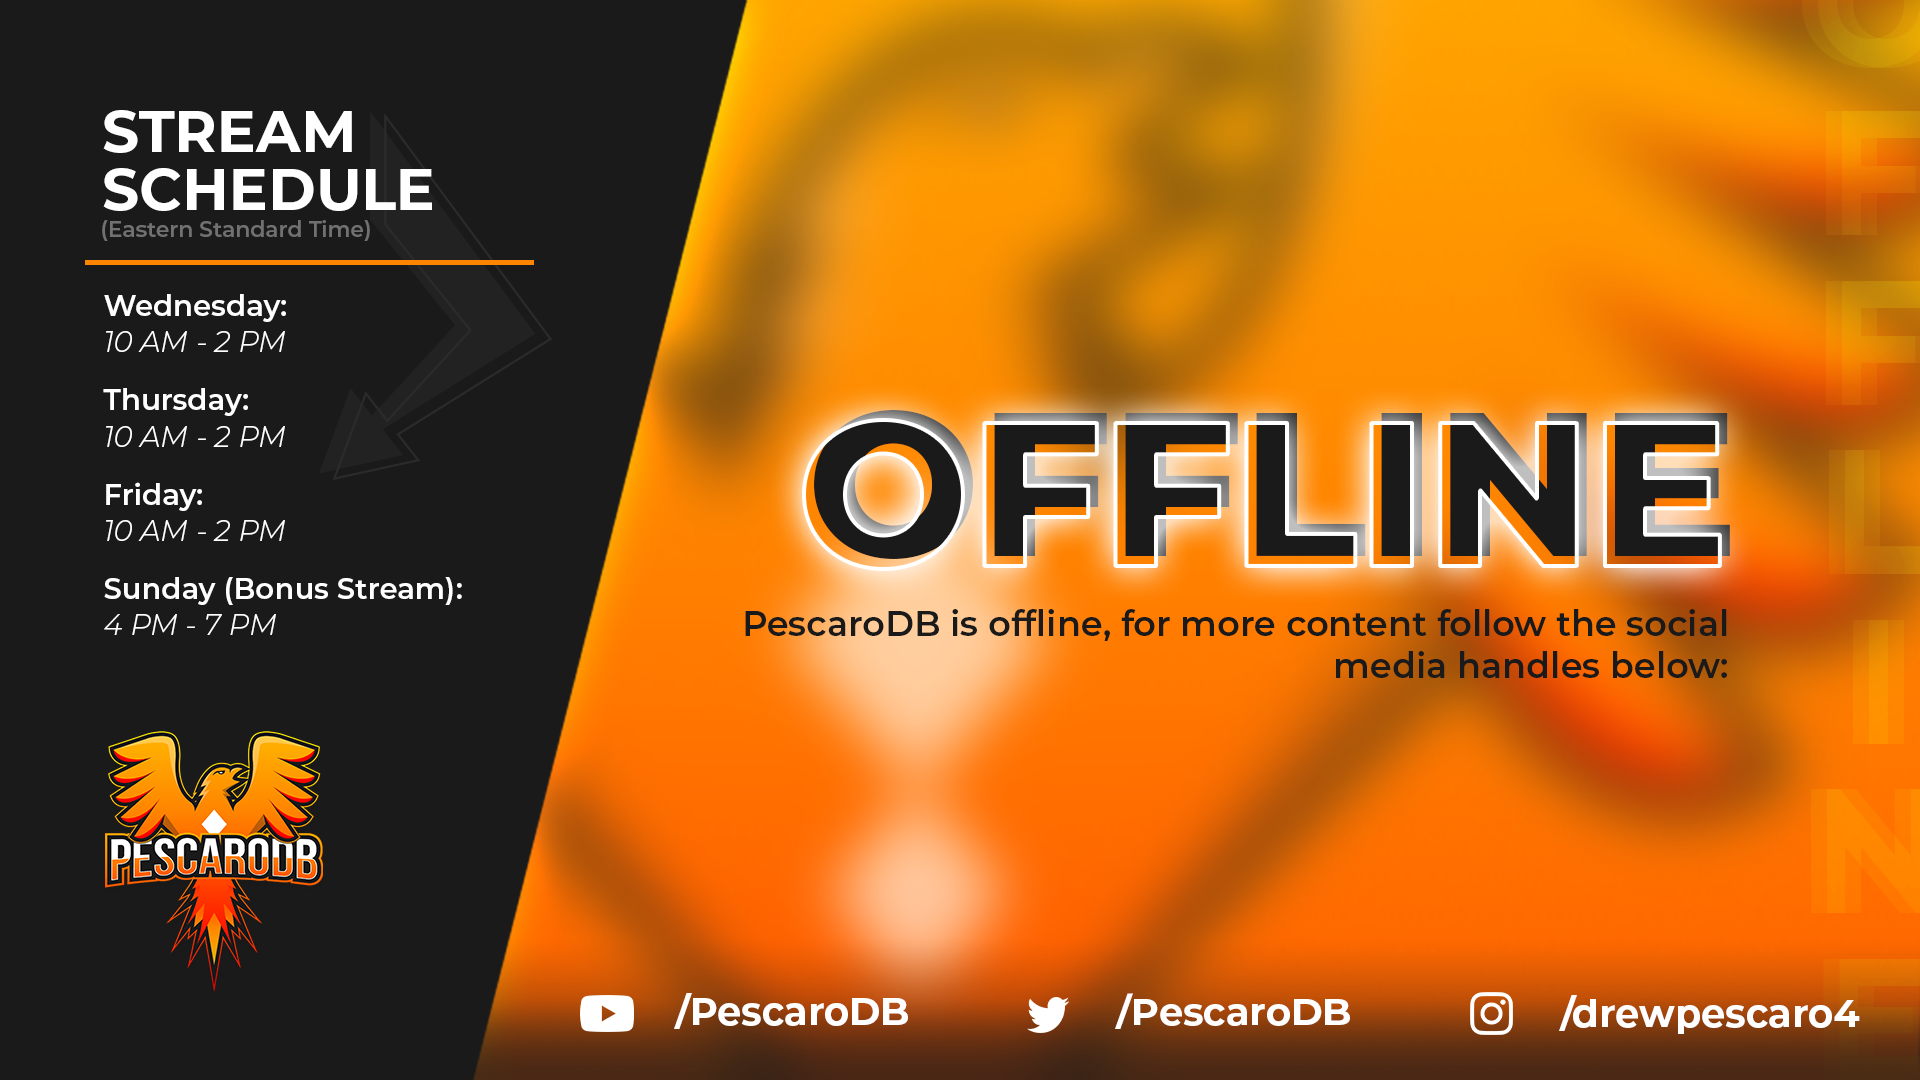 STREAM
SCHEDULE
(Eastern Standard Time)
Wednesday:
10 AM - 2 PM
Thursday:
10 AM - 2 PM
Friday:
10 AM - 2 PM
Sunday (Bonus Stream):
4 PM - 7 PM
PESCARODB
OFFLINE
PescaroDB is offline, for more content follow the social
media handles below:
/PescaroDB
/PescaroDB
/drewpescaro4
OFFLINE